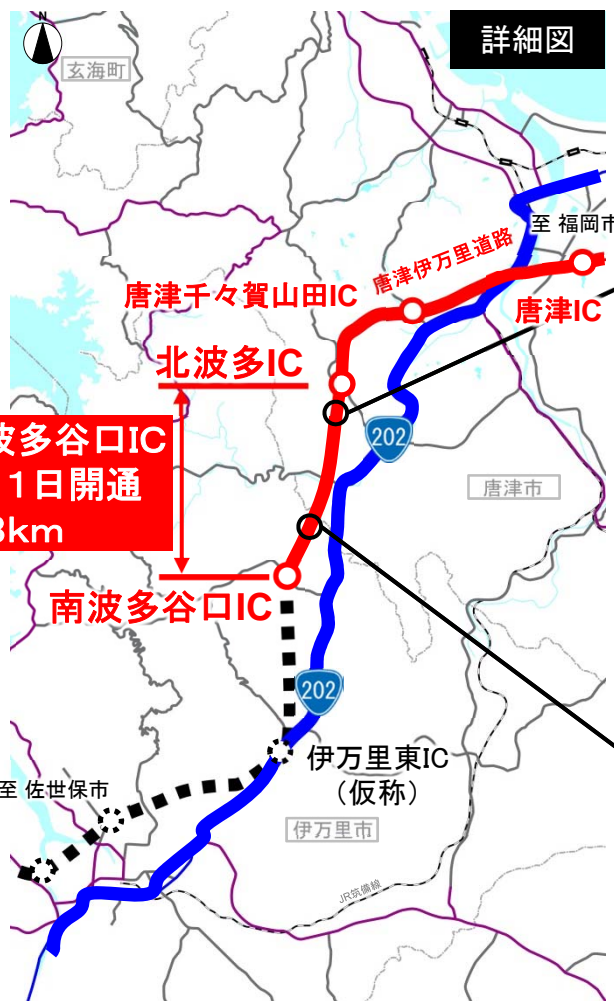 N
詳細図
玄海町
至 福岡市
唐津伊万里道路
唐津千々賀山田IC
唐津IC
北波多IC
202
波多谷口IC
1日開通
3km
唐津市
南波多谷口IC
202
伊万里東IC
（仮称）
至 佐世保市
伊万里市
JR筑備線